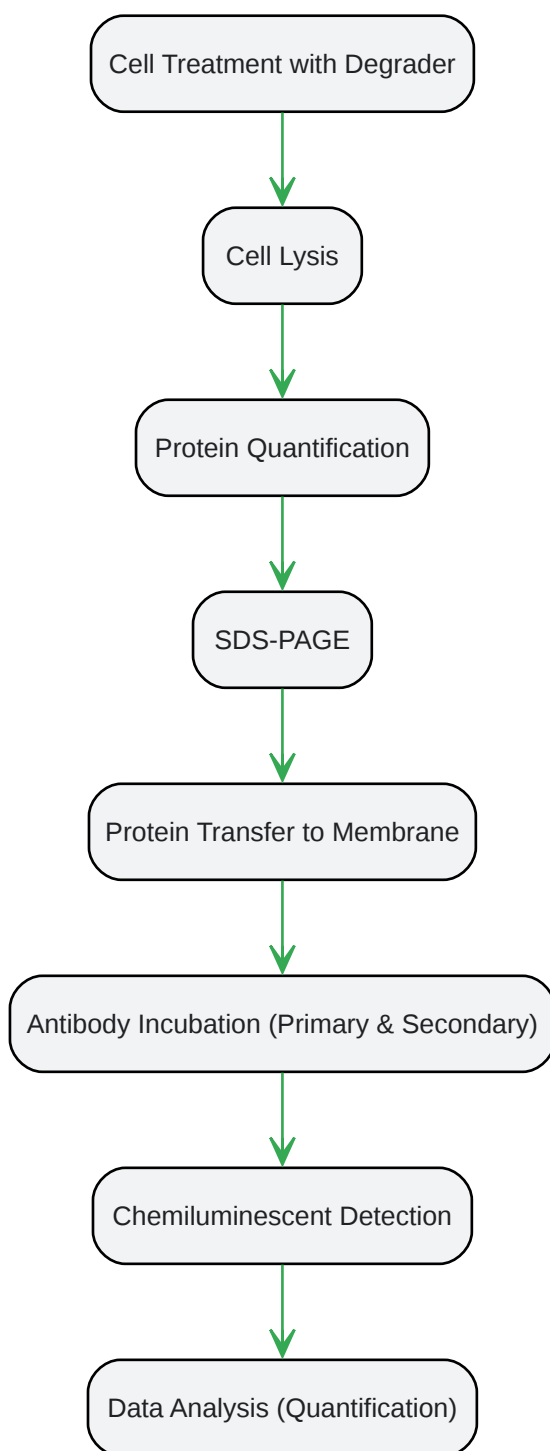 Cell Treatment with Degrader
Cell Lysis
Protein Quantification
SDS-PAGE
Protein Transfer to Membrane
Antibody Incubation (Primary & Secondary)
Chemiluminescent Detection
Data Analysis (Quantification)